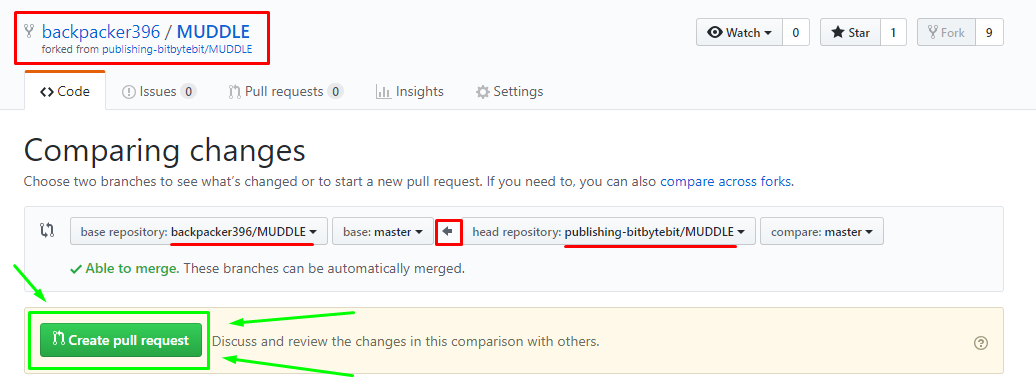 backpacker396 / MUDDLE
Watch 0 Star 1 Fork 9
forked from publishing-bitbytebit/MUDDLE
Code Issues 0 Pull requests 0 Insights Settings
Comparing changes
Choose two branches to see what's changed or to start a new pull request. If you need to, you can also compare across forks.
base repository: backpacker396/MUDDLE base: master head repository: publishing-bitbytebit/MUDDLE compare: master
Able to merge. These branches can be automatically merged.
Create pull request Discuss and review the changes in this comparison with others. ?